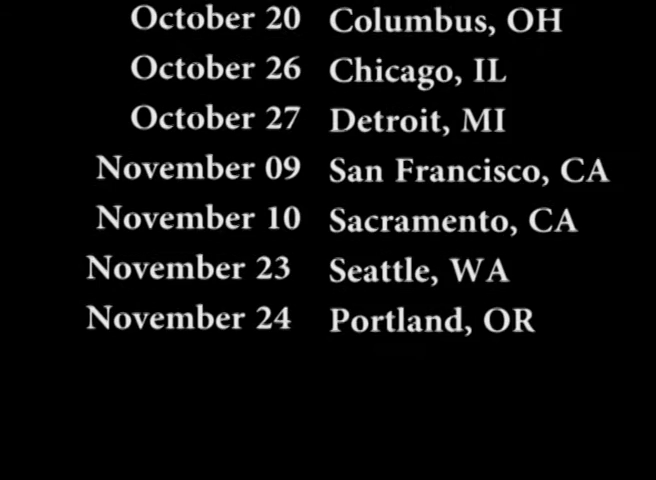 October 20 Columbus, OH
October 26 Chicago, IL
October 27 Detroit, MI
November 09 San Francisco, CA
November 10 Sacramento, CA
November 23 Seattle, WA
November 24 Portland, OR